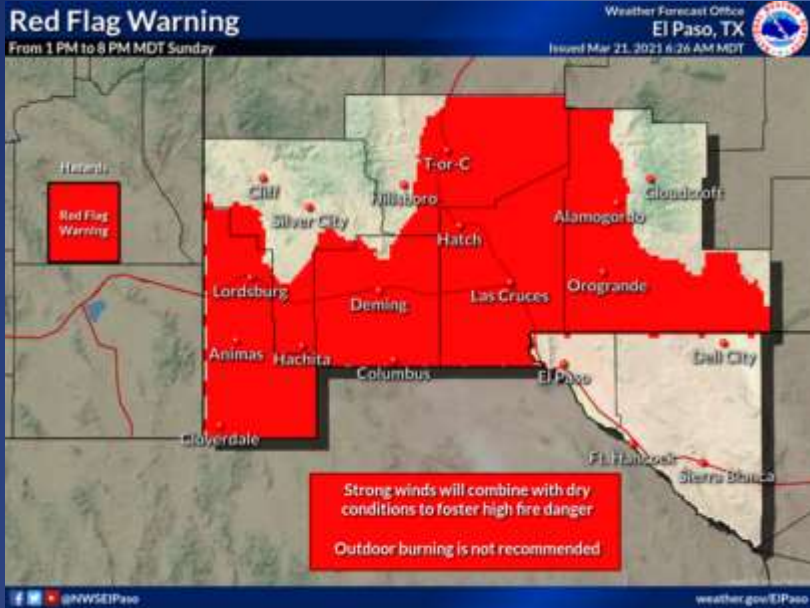 Red Flag Warning
From 1 PM to 8 PM MDT Sunday
Weather Forecast Office
El Paso, TX
Issued Mar 21, 2021 6:26 AM MDT
Hazards
Red Flag
Warning
T-or-C
Cliff
Hillsboro
Cloudcroft
Silver City
Alamogordo
Hatch
Lordsburg
Deming
Las Cruces
Orogrande
Animas
Hachita
Columbus
El Paso
Dell City
Cloverdale
Ft. Hancock
Sierra Blanca
Strong winds will combine with dry
conditions to foster high fire danger
Outdoor burning is not recommended
@NWSElPaso
weather.gov/ElPaso